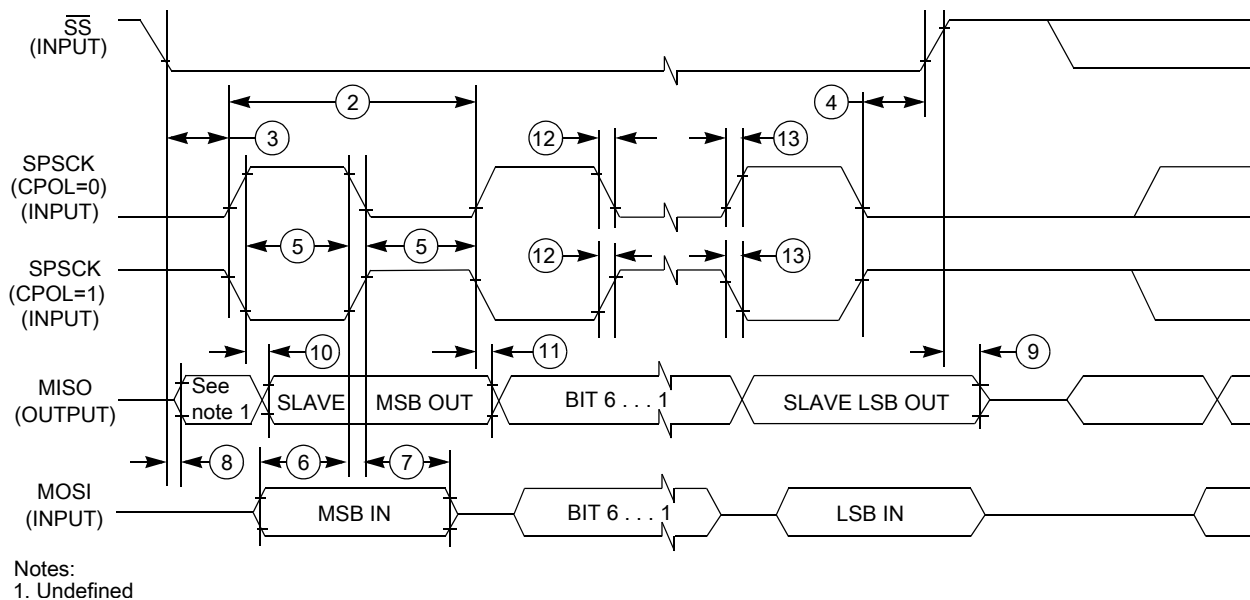 SS
(INPUT)
2
4
3
12
13
SPSCK
(CPOL=0)
(INPUT)
5
5
12
13
SPSCK
(CPOL=1)
(INPUT)
10
11
9
MISO
(OUTPUT)
See
note 1
SLAVE
MSB OUT
BIT 6 . . . 1
SLAVE LSB OUT
8
6
7
MOSI
(INPUT)
MSB IN
BIT 6 . . . 1
LSB IN
Notes:
1. Undefined